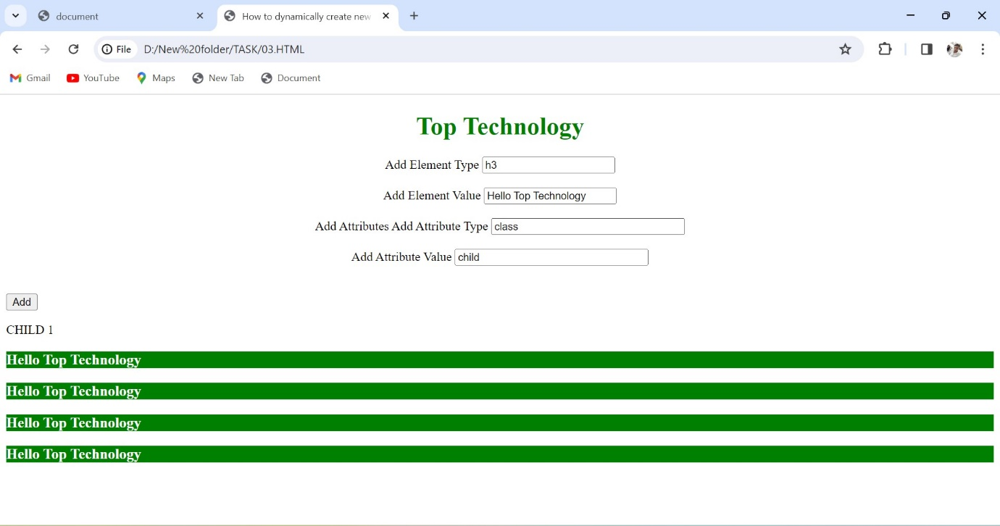 document
How to dynamically create new
File D:/New%20folder/TASK/03.HTML
Gmail YouTube Maps New Tab Document
Top Technology
Add Element Type h3
Add Element Value Hello Top Technology
Add Attributes Add Attribute Type class
Add Attribute Value child
Add
CHILD 1
Hello Top Technology
Hello Top Technology
Hello Top Technology
Hello Top Technology